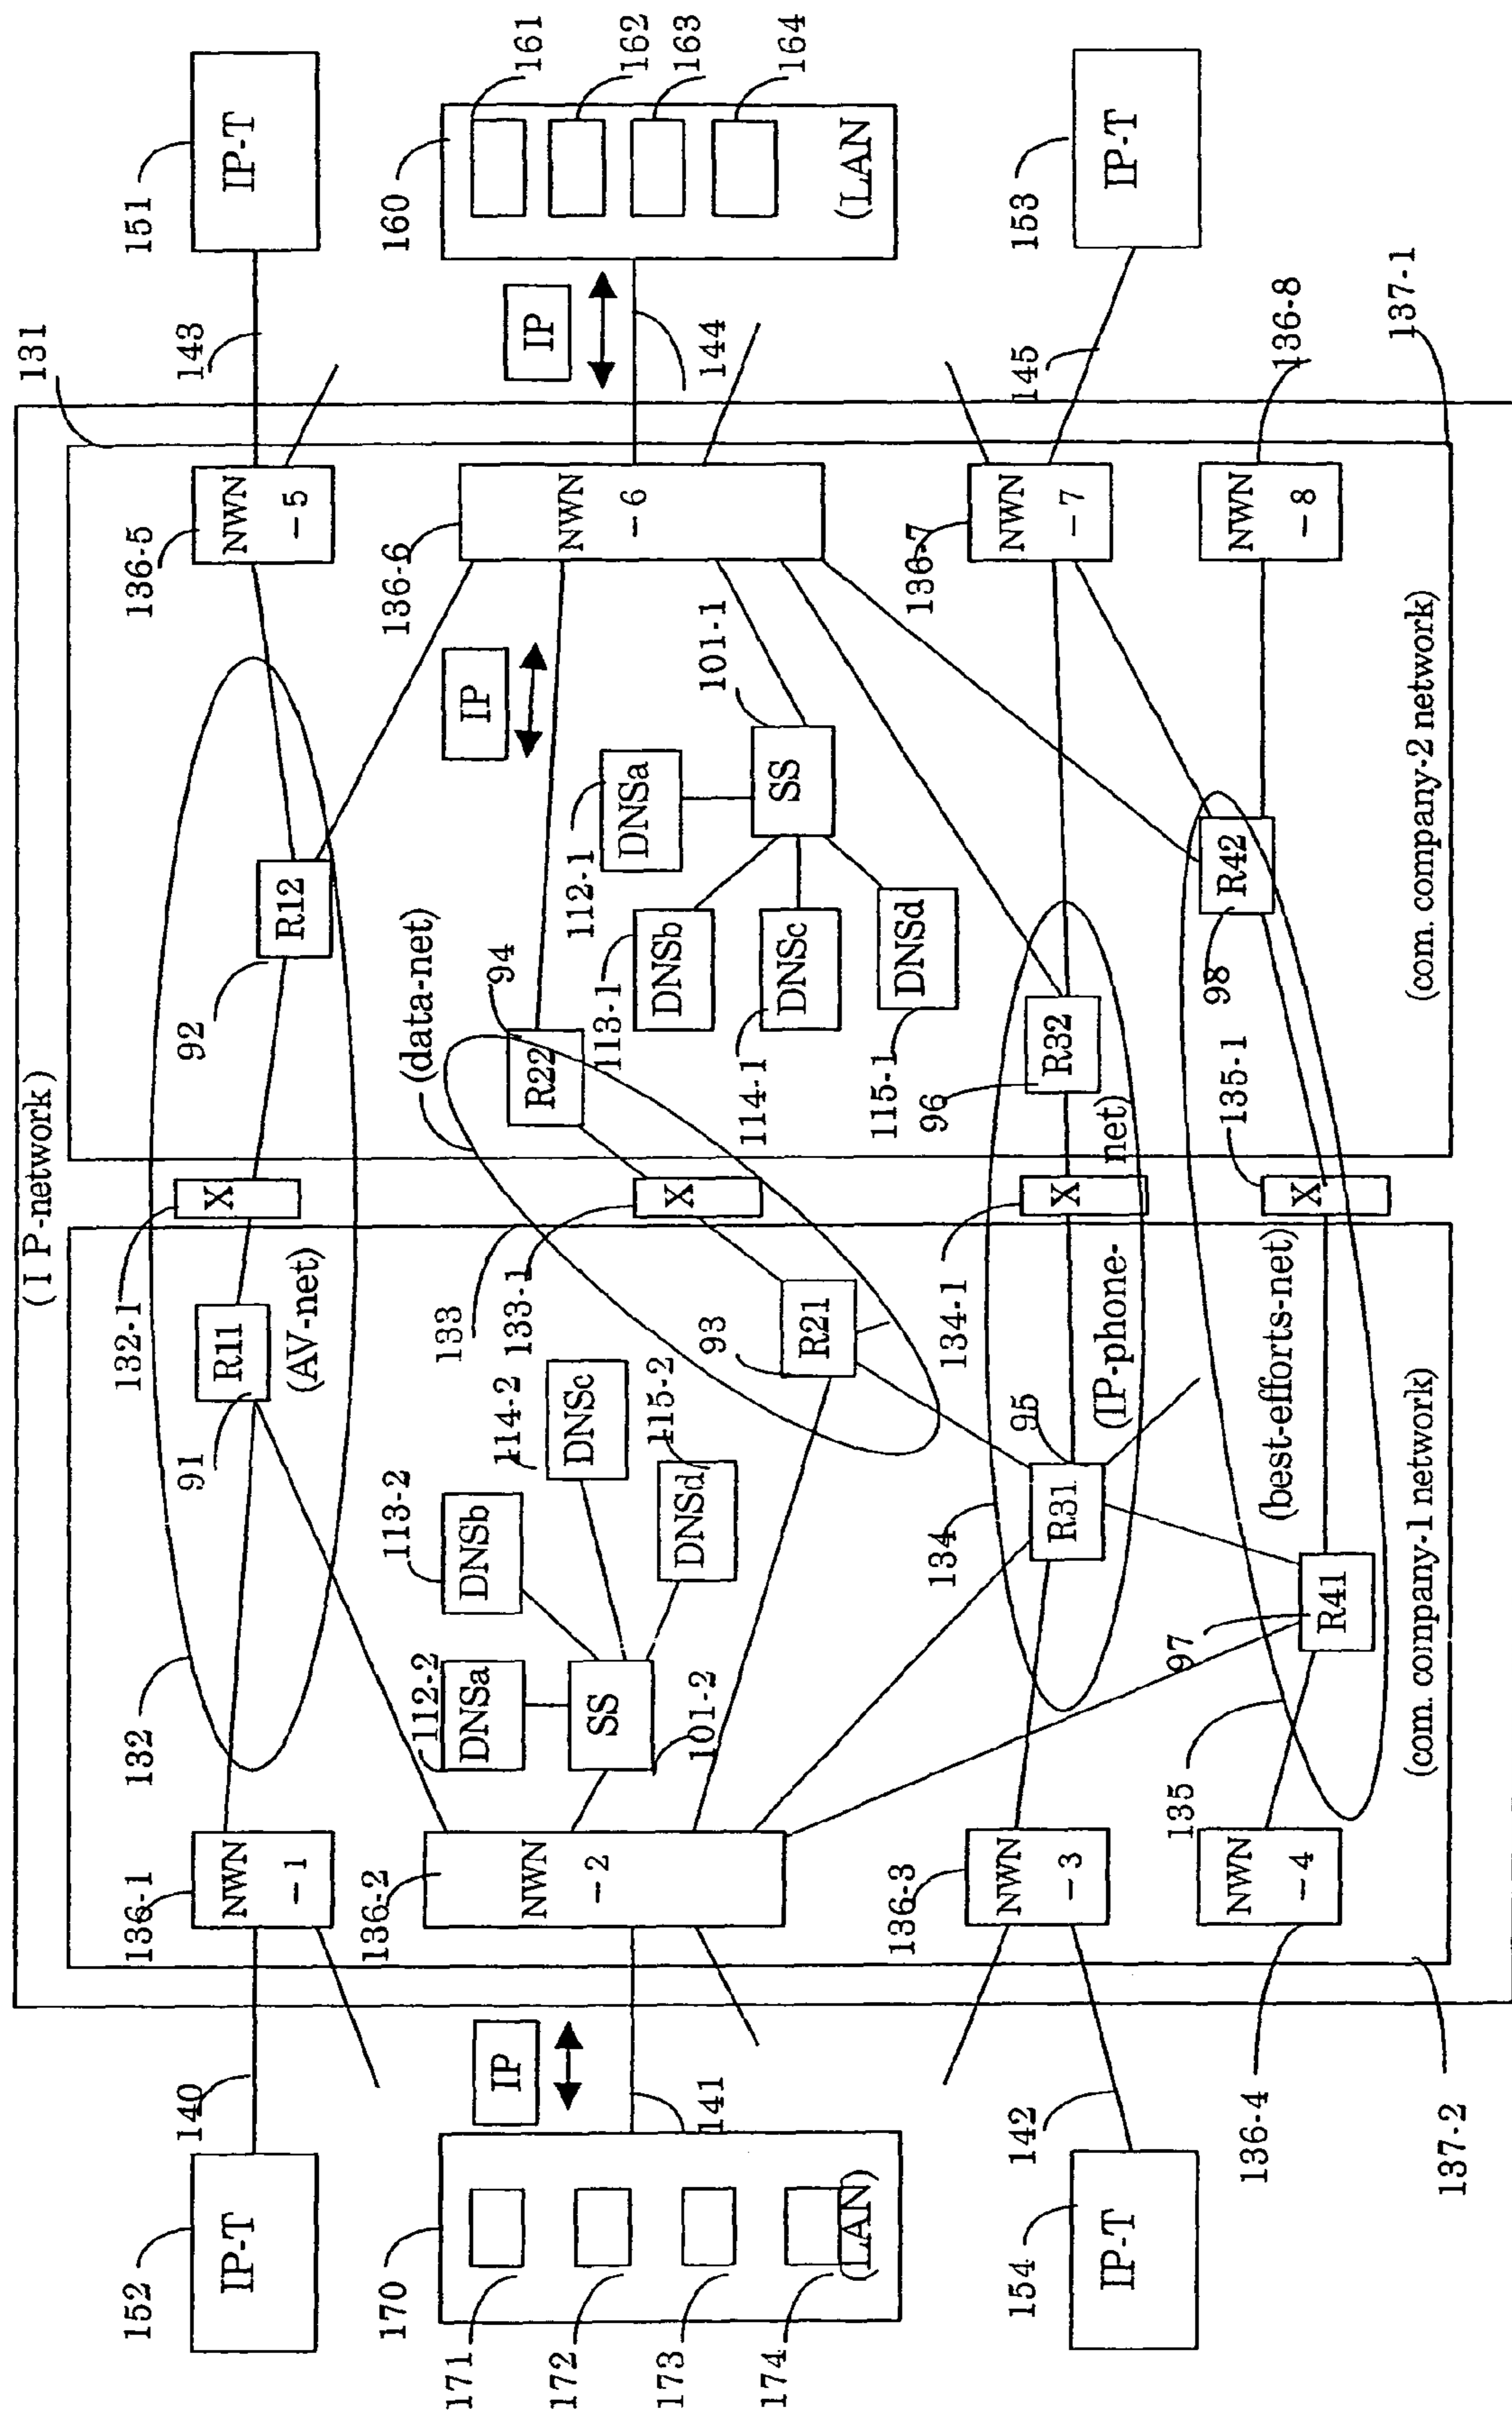 (IP-network)
131
132
(AV-net)
132-1
91
R11
X
92
R12
(data-net)
133
133-1
93
R21
X
94
R22
134
(IP-phone-
net)
134-1
95
R31
X
96
R32
135
(best-efforts-net)
135-1
97
R41
X
98
R42
152
IP-T
140
136-1
NWN
-1
170
171
172
173
174
(LAN)
IP
141
136-2
NWN
-2
112-2
DNSa
113-2
DNSb
114-2
DNSc
115-2
DNSd
SS
101-2
154
IP-T
142
136-3
NWN
-3
136-4
NWN
-4
(com. company-1 network)
137-2
136-5
NWN
-5
143
151
IP-T
136-6
NWN
-6
IP
IP
144
160
161
162
163
164
(LAN)
101-1
SS
112-1
DNSa
113-1
DNSb
114-1
DNSc
115-1
DNSd
136-7
NWN
-7
145
153
IP-T
136-8
NWN
-8
(com. company-2 network)
137-1